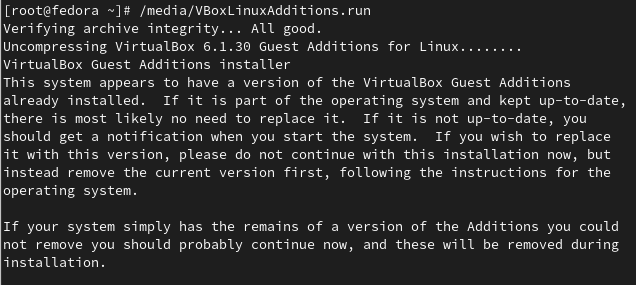 [root@fedora ~]# /media/VBoxLinuxAdditions.run
Verifying archive integrity... All good.
Uncompressing VirtualBox 6.1.30 Guest Additions for Linux........
VirtualBox Guest Additions installer
This system appears to have a version of the VirtualBox Guest Additions
already installed.  If it is part of the operating system and kept up-to-date,
there is most likely no need to replace it.  If it is not up-to-date, you
should get a notification when you start the system.  If you wish to replace
it with this version, please do not continue with this installation now, but
instead remove the current version first, following the instructions for the
operating system.

If your system simply has the remains of a version of the Additions you could
not remove you should probably continue now, and these will be removed during
installation.